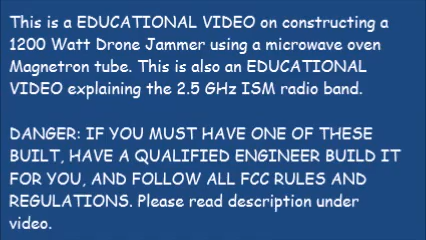 This is a EDUCATIONAL VIDEO on constructing a
1200 Watt Drone Jammer using a microwave oven
Magnetron tube. This is also an EDUCATIONAL
VIDEO explaining the 2.5 GHz ISM radio band.
DANGER: IF YOU MUST HAVE ONE OF THESE
BUILT, HAVE A QUALIFIED ENGINEER BUILD IT
FOR YOU, AND FOLLOW ALL FCC RULES AND
REGULATIONS. Please read description under
video.